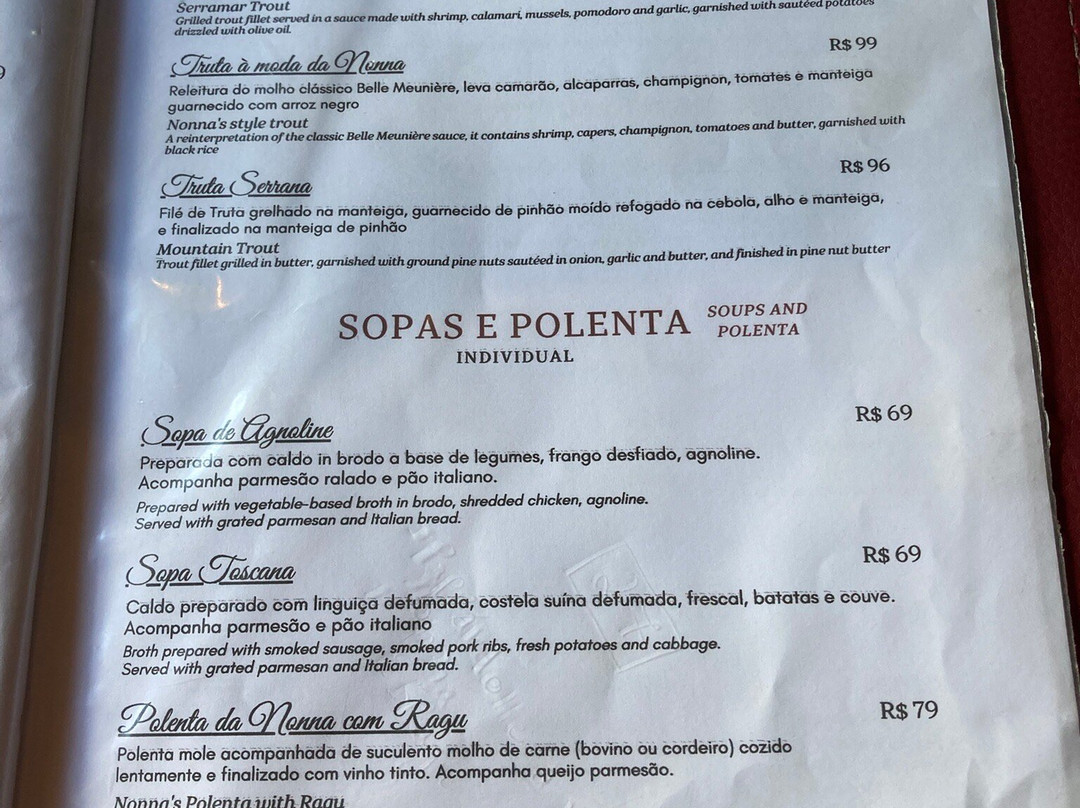 Serramar Trout
Grilled trout fillet served in a sauce made with shrimp, calamari, mussels, pomodoro and garlic, garnished with sautéed potatoes
drizzled with olive oil.
R$ 99
Truta à moda da Nonna
Releitura do molho clássico Belle Meunière, leva camarão, alcaparras, champignon, tomates e manteiga
guarnecido com arroz negro
Nonna's style trout
A reinterpretation of the classic Belle Meunière sauce, it contains shrimp, capers, champignon, tomatoes and butter, garnished with
black rice
R$ 96
Truta Serrana
Filé de Truta grelhado na manteiga, guarnecido de pinhão moído refogado na cebola, alho e manteiga,
e finalizado na manteiga de pinhão
Mountain Trout
Trout fillet grilled in butter, garnished with ground pine nuts sautéed in onion, garlic and butter, and finished in pine nut butter
SOPAS E POLENTA SOUPS AND
POLENTA
INDIVIDUAL
R$ 69
Sopa de Agnoline
Preparada com caldo in brodo a base de legumes, frango desfiado, agnoline.
Acompanha parmesão ralado e pão italiano.
Prepared with vegetable-based broth in brodo, shredded chicken, agnoline.
Served with grated parmesan and Italian bread.
R$ 69
Sopa Toscana
Caldo preparado com linguiça defumada, costela suína defumada, frescal, batatas e couve.
Acompanha parmesão e pão italiano
Broth prepared with smoked sausage, smoked pork ribs, fresh potatoes and cabbage.
Served with grated parmesan and Italian bread.
R$ 79
Polenta da Nonna com Ragu
Polenta mole acompanhada de suculento molho de carne (bovino ou cordeiro) cozido
lentamente e finalizado com vinho tinto. Acompanha queijo parmesão.
Nonna's Polenta with Ragu